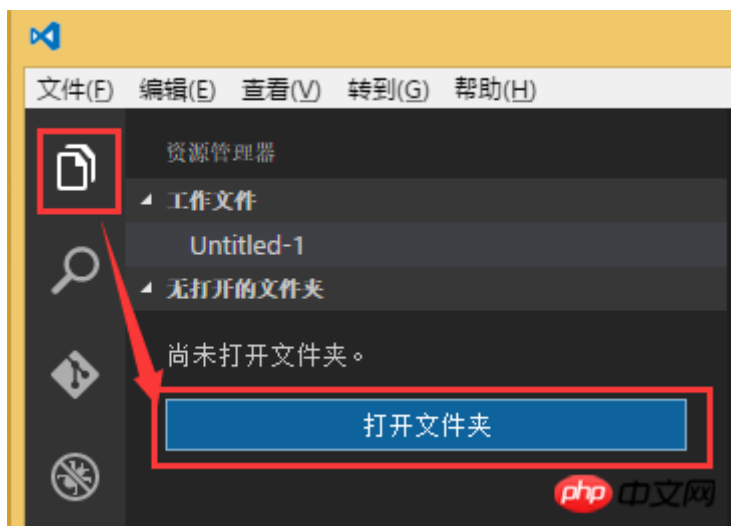 文件(F) 编辑(E) 查看(V) 转到(G) 帮助(H)
资源管理器
工作文件
Untitled-1
无打开的文件夹
尚未打开文件夹。
打开文件夹
php 中文网